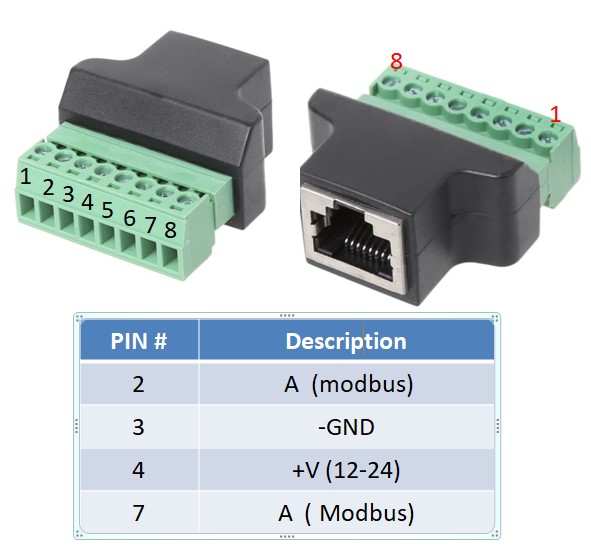 8
1
1 2 3 4 5 6 7 8
PIN # Description
2 A (modbus)
3 -GND
4 +V (12-24)
7 A ( Modbus)